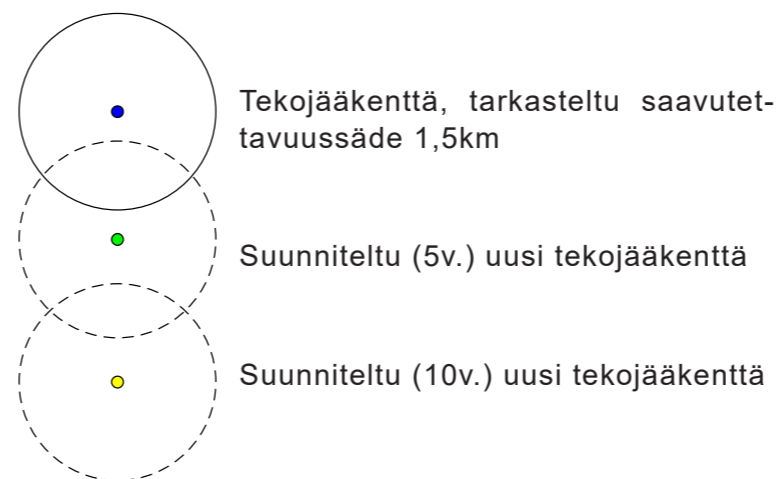 Tekojääkenttä, tarkasteltu saavutet-
tavuussäde 1,5km
Suunniteltu (5v.) uusi tekojääkenttä
Suunniteltu (10v.) uusi tekojääkenttä